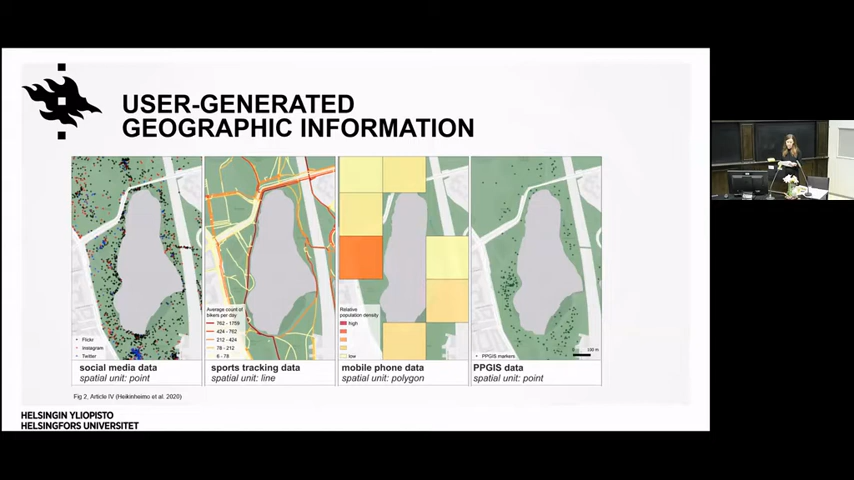 USER-GENERATED
GEOGRAPHIC INFORMATION
Flickr
Instagram
Twitter
Average count of
bikers per day
762 - 1759
424 - 762
212 - 424
78 - 212
6 - 78
Relative
population density
high
low
PPGIS markers
100 m
social media data
spatial unit: point
sports tracking data
spatial unit: line
mobile phone data
spatial unit: polygon
PPGIS data
spatial unit: point
Fig 2, Article IV (Heikinheimo et al. 2020)
HELSINGIN YLIOPISTO
HELSINGFORS UNIVERSITET